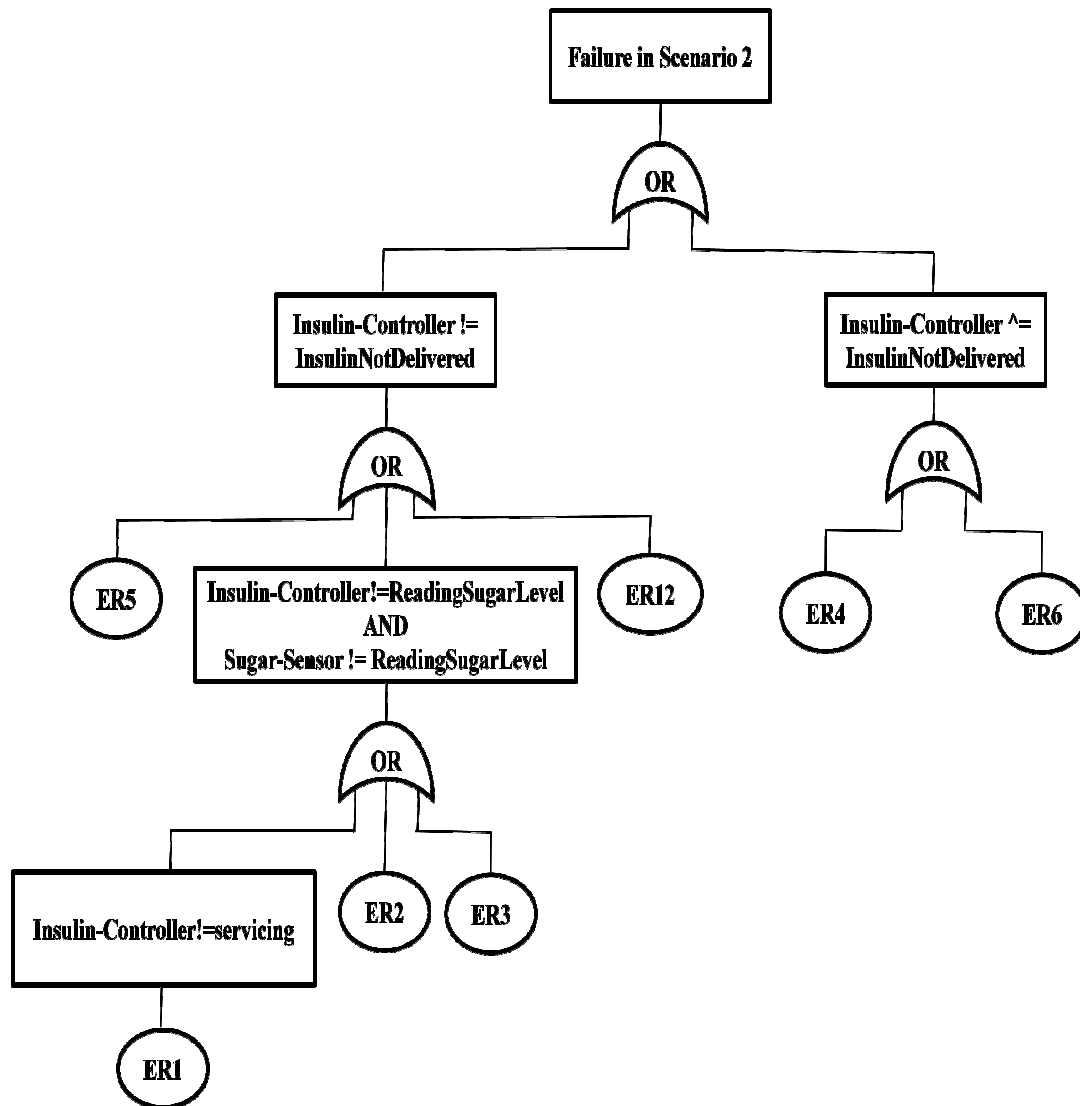 Failure in Scenario 2
OR
Insulin-Controller !=
InsulinNotDelivered
Insulin-Controller ^=
InsulinNotDelivered
OR
OR
ER5
Insulin-Controller!=ReadingSugarLevel
AND
Sugar-Sensor != ReadingSugarLevel
ER12
ER4
ER6
OR
Insulin-Controller!=servicing
ER2
ER3
ER1